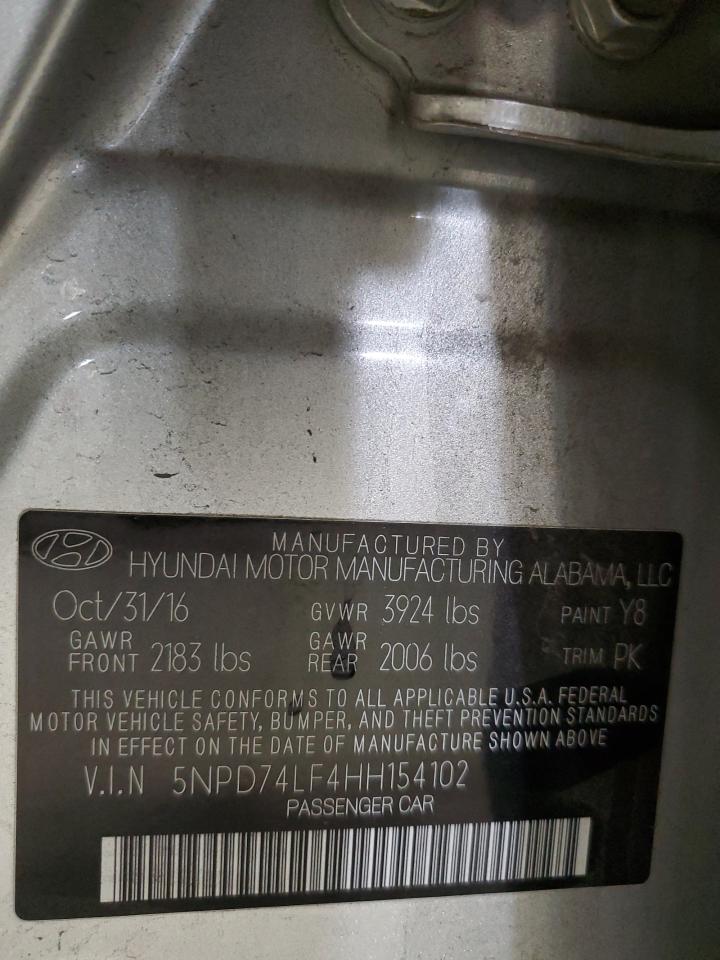 MANUFACTURED BY
HYUNDAI MOTOR MANUFACTURING ALABAMA, LLC
Oct/31/16 GVWR 3924 lbs PAINT Y8
GAWR FRONT 2183 lbs GAWR REAR 2006 lbs TRIM PK
THIS VEHICLE CONFORMS TO ALL APPLICABLE U.S.A. FEDERAL
MOTOR VEHICLE SAFETY, BUMPER, AND THEFT PREVENTION STANDARDS
IN EFFECT ON THE DATE OF MANUFACTURE SHOWN ABOVE
V.I.N 5NPD74LF4HH154102
PASSENGER CAR